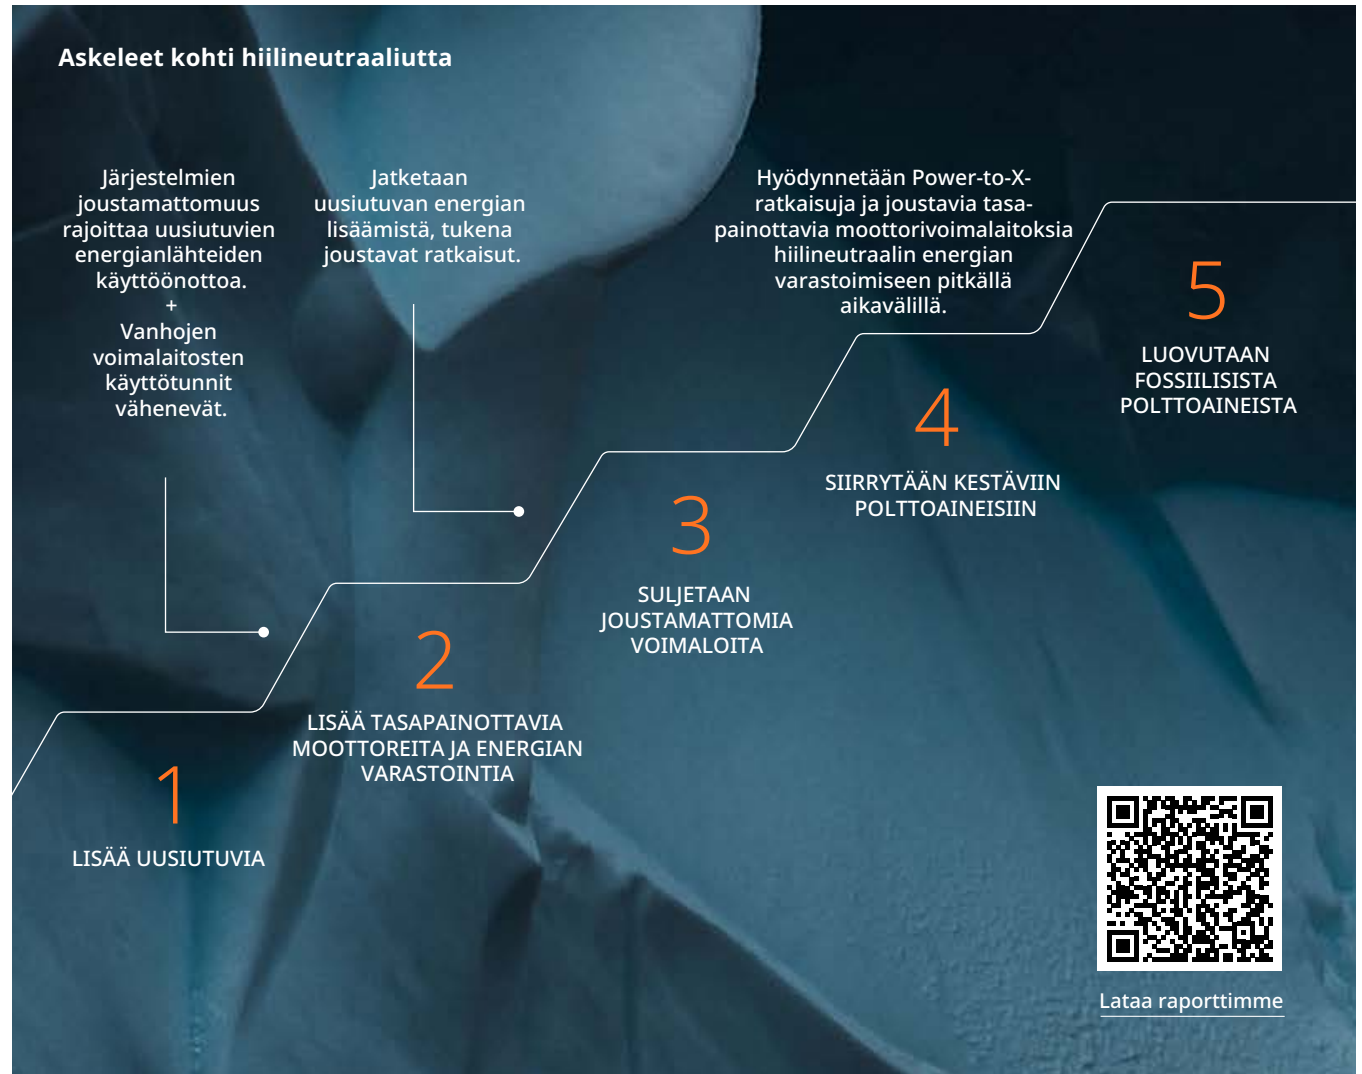 Askeleet kohti hiilineutraaliutta
Järjestelmien
joustamattomuus
rajoittaa uusiutuvien
energianlähteiden
käyttöönottoa.
+
Vanhojen
voimalaitosten
käyttötunnit
vähenevät.
Jatketaan
uusiutuvan energian
lisäämistä, tukena
joustavat ratkaisut.
Hyödynnetään Power-to-X-
ratkaisuja ja joustavia tasa-
painottavia moottorivoimalaitoksia
hiilineutraalin energian
varastoimiseen pitkällä
aikavälillä.
1
LISÄÄ UUSIUTUVIA
2
LISÄÄ TASAPAINOTTAVIA
MOOTTOREITA JA ENERGIAN
VARASTOINTIA
3
SULJETAAN
JOUSTAMATTOMIA
VOIMALOITA
4
SIIRRYTÄÄN KESTÄVIIN
POLTTOAINEISIIN
5
LUOVUTAAN
FOSSIILISISTA
POLTTOAINEISTA
Lataa raporttimme